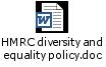 W
HMRC diversity and
equality policy.doc